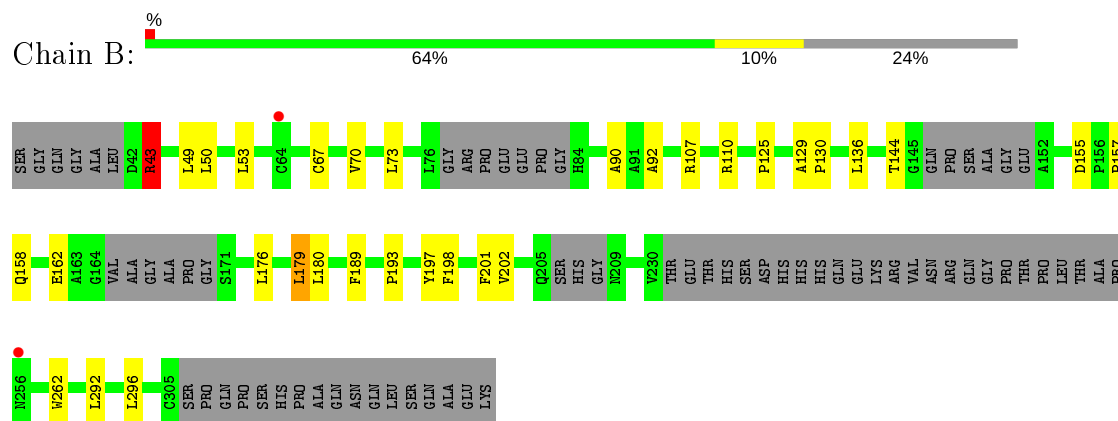 %
Chain B:
64% 10% 24%
SER GLY GLN GLY ALA LEU D42 R43 L49 L50 L53 C64 C67 V70 L73 L76 GLY ARG PRO GLU GLU PRO GLY H84 A90 A91 A92 R107 R110 P125 A129 P130 L136 T144 G145 GLN PRO SER ALA GLY GLU A152 D155 P156 R157
Q158 E162 A163 G164 VAL ALA GLY ALA PRO GLY S171 L176 L179 L180 F189 P193 Y197 F198 F201 V202 Q205 SER HIS GLY N209 V230 THR GLU THR HIS SER ASP HIS HIS HIS GLN GLU LYS ARG VAL ASN ARG GLN GLY PRO THR PRO LEU THR ALA PRO
N256 W262 L292 L296 C305 SER PRO GLN PRO SER HIS PRO ALA GLN ASN GLN LEU SER GLN ALA GLU LYS